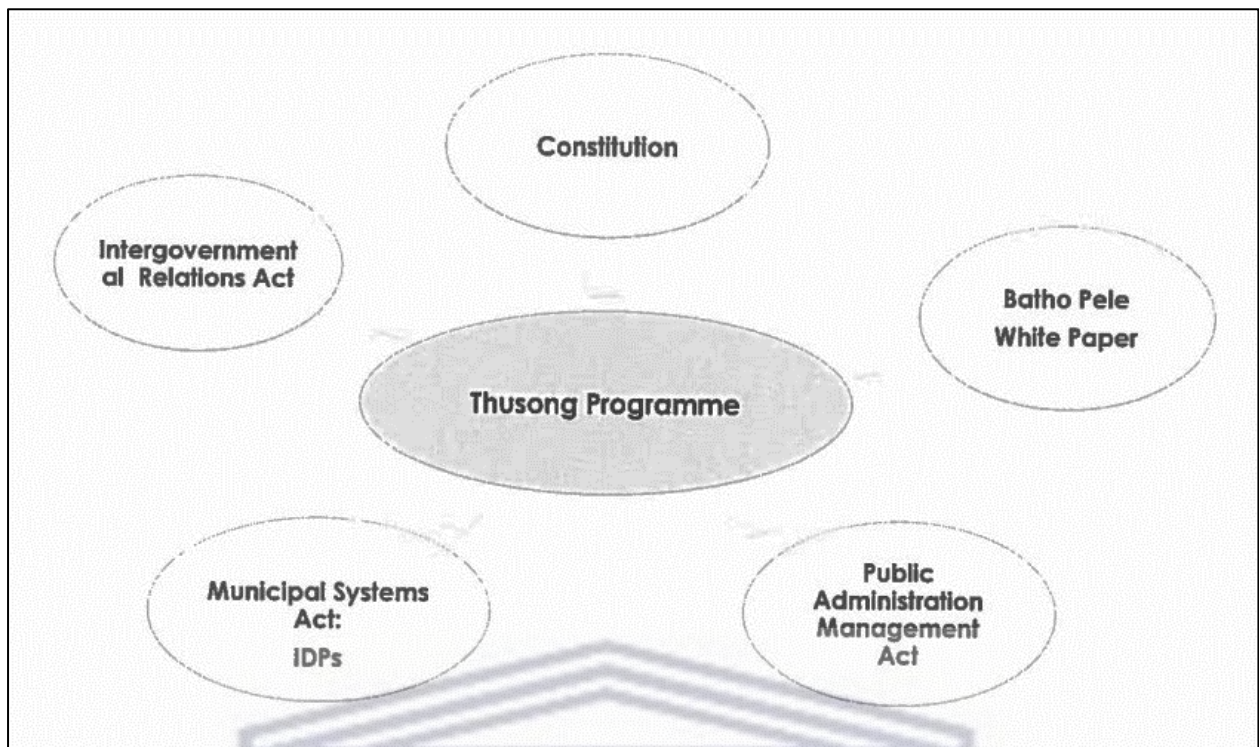 Constitution
Intergovernment
al Relations Act
Batho Pele
White Paper
Thusong Programme
Municipal Systems
Act:
IDPs
Public
Administration
Management
Act